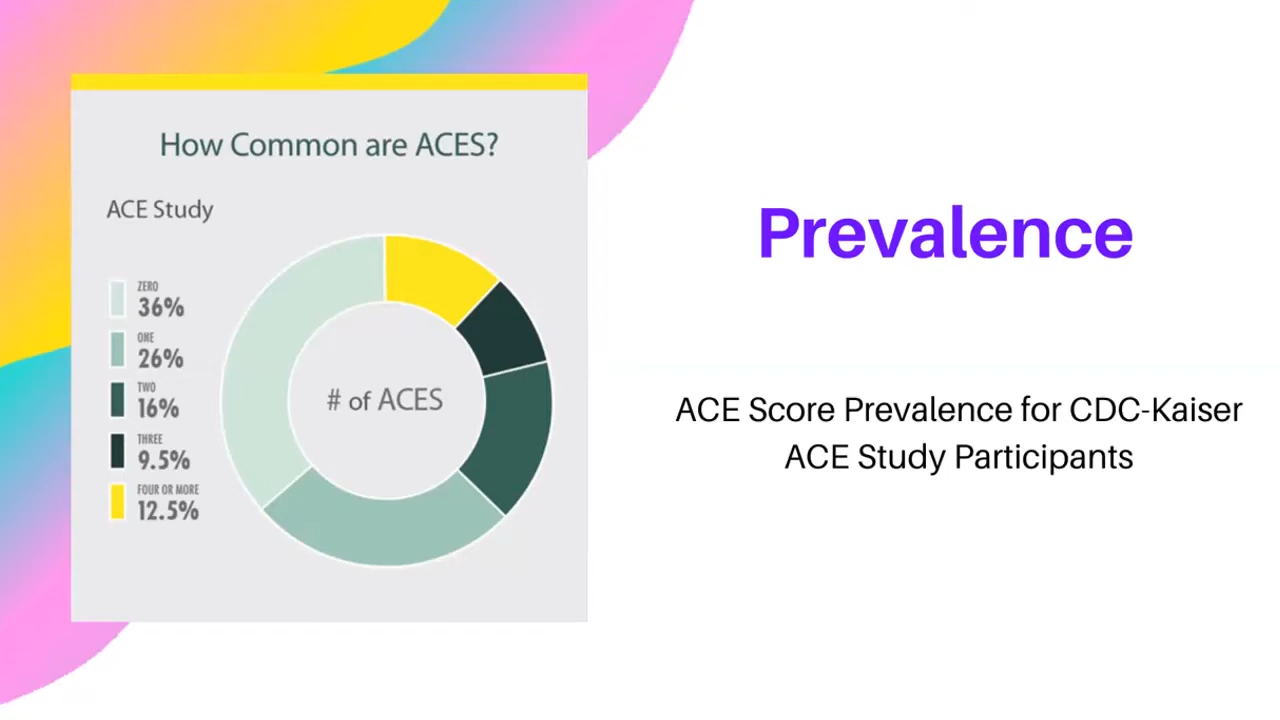 How Common are ACES?
ACE Study
ZERO
36%
ONE
26%
TWO
16%
THREE
9.5%
FOUR OR MORE
12.5%
# of ACES
Prevalence
ACE Score Prevalence for CDC-Kaiser
ACE Study Participants